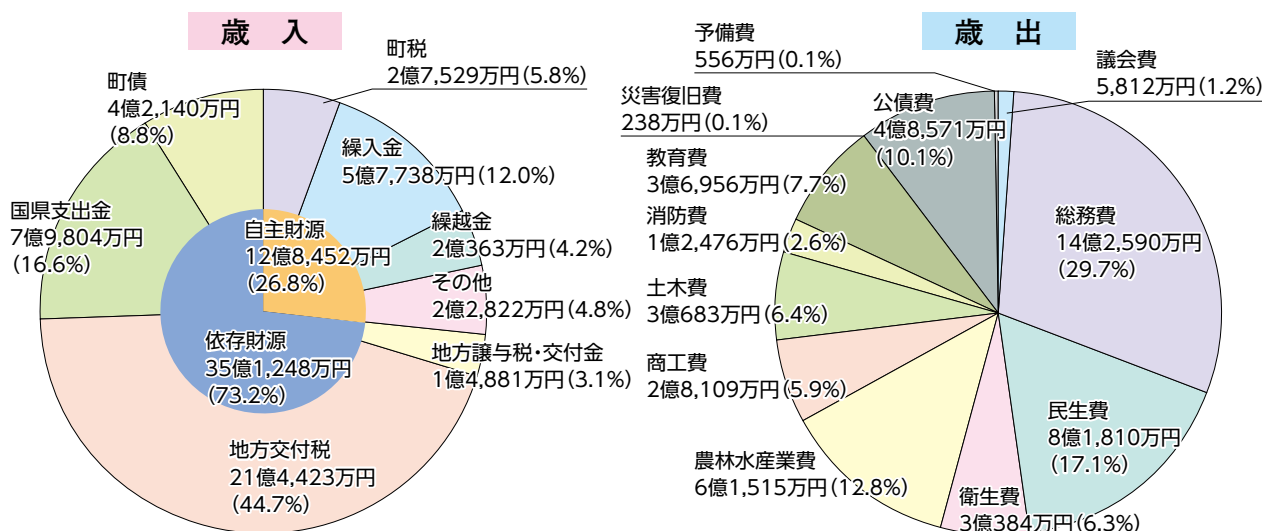 歳 入
町税
2億7,529万円(5.8%)
繰入金
5億7,738万円(12.0%)
繰越金
2億363万円(4.2%)
その他
2億2,822万円(4.8%)
地方譲与税・交付金
1億4,881万円(3.1%)
地方交付税
21億4,423万円
(44.7%)
国県支出金
7億9,804万円
(16.6%)
町債
4億2,140万円
(8.8%)
自主財源
12億8,452万円
(26.8%)
依存財源
35億1,248万円
(73.2%)
歳 出
議会費
5,812万円(1.2%)
総務費
14億2,590万円
(29.7%)
民生費
8億1,810万円
(17.1%)
衛生費
3億384万円(6.3%)
農林水産業費
6億1,515万円(12.8%)
商工費
2億8,109万円(5.9%)
土木費
3億683万円(6.4%)
消防費
1億2,476万円(2.6%)
教育費
3億6,956万円(7.7%)
災害復旧費
238万円(0.1%)
公債費
4億8,571万円
(10.1%)
予備費
556万円(0.1%)